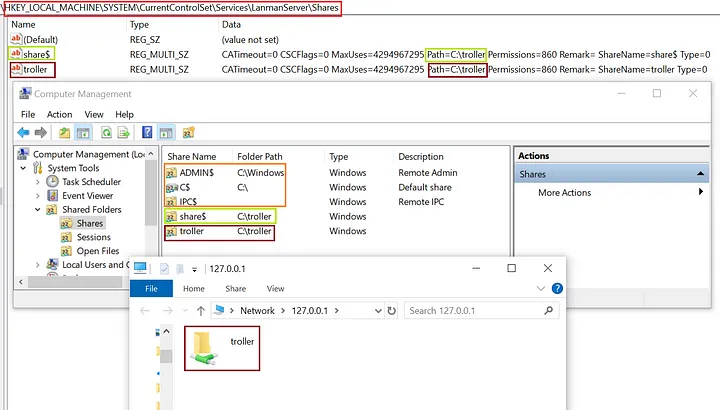 \HKEY_LOCAL_MACHINE\SYSTEM\CurrentControlSet\Services\LanmanServer\Shares
Name Type Data
(Default) REG_SZ (value not set)
share$ REG_MULTI_SZ CATimeout=0 CSCFlags=0 MaxUses=4294967295 Path=C:\troller Permissions=860 Remark= ShareName=share$ Type=0
troller REG_MULTI_SZ CATimeout=0 CSCFlags=0 MaxUses=4294967295 Path=C:\troller Permissions=860 Remark= ShareName=troller Type=0
Computer Management
File Action View Help
Computer Management (Loc
System Tools
Task Scheduler
Event Viewer
Shared Folders
Shares
Sessions
Open Files
Local Users and G
Share Name Folder Path Type Description
ADMIN$ C:\Windows Windows Remote Admin
C$ C:\ Windows Default share
IPC$ Windows Remote IPC
share$ C:\troller Windows
troller C:\troller Windows
Actions
Shares
More Actions
127.0.0.1
File Home Share View
Network 127.0.0.1 Search 127.0.0.1
troller